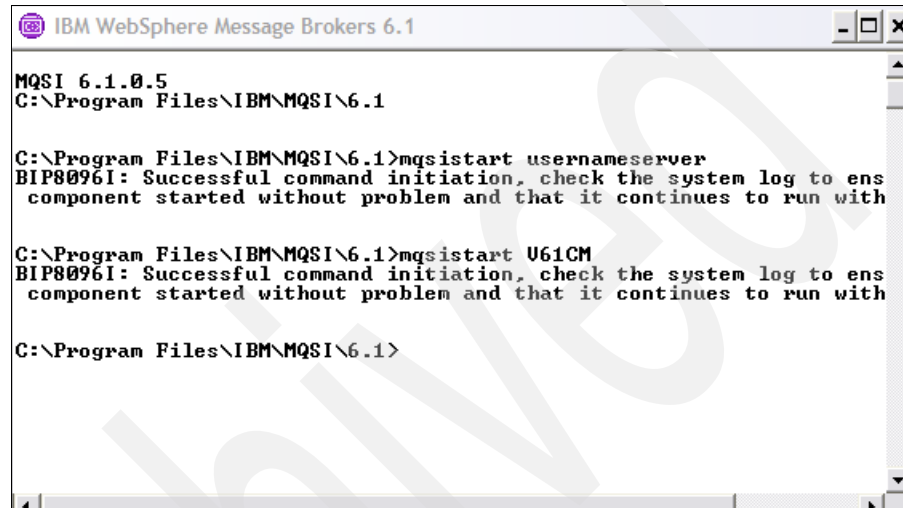 IBM WebSphere Message Brokers 6.1
MQSI 6.1.0.5
C:\Program Files\IBM\MQSI\6.1
C:\Program Files\IBM\MQSI\6.1>mqsistart usernameserver
BIP8096I: Successful command initiation, check the system log to ens
component started without problem and that it continues to run with
C:\Program Files\IBM\MQSI\6.1>mqsistart V61CM
BIP8096I: Successful command initiation, check the system log to ens
component started without problem and that it continues to run with
C:\Program Files\IBM\MQSI\6.1>
hived